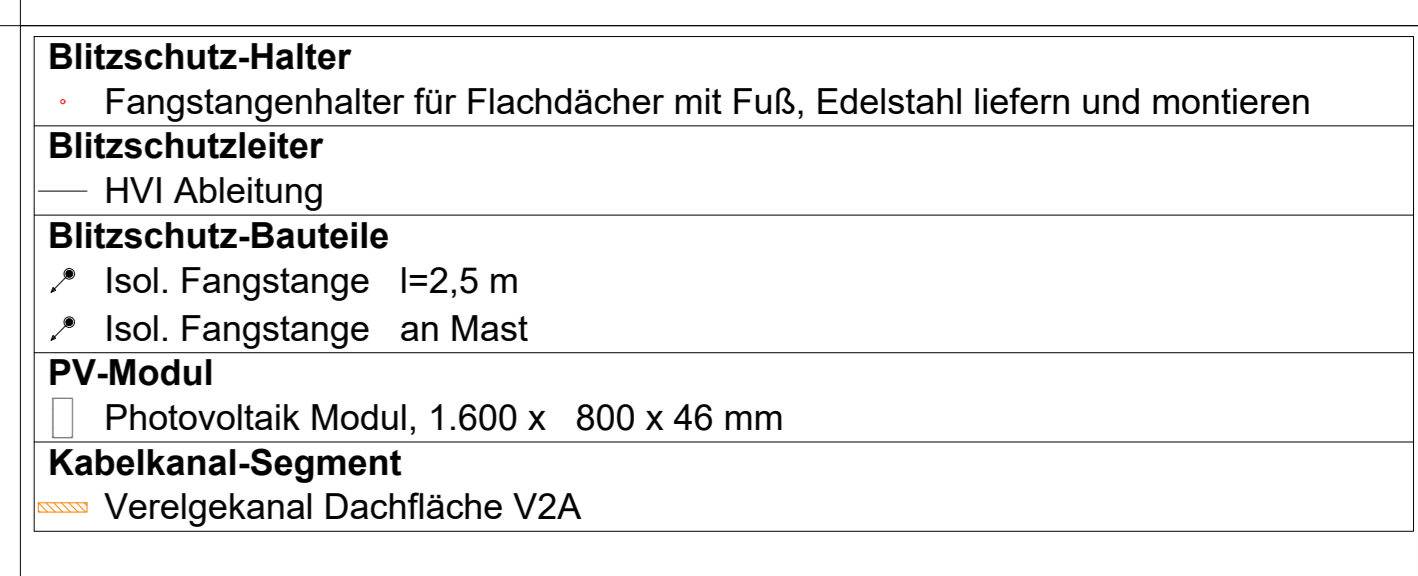 Blitzschutz-Halter
Fangstangenhalter für Flachdächer mit Fuß, Edelstahl liefern und montieren
Blitzschutzleiter
HVI Ableitung
Blitzschutz-Bauteile
Isol. Fangstange l=2,5 m
Isol. Fangstange an Mast
PV-Modul
Photovoltaik Modul, 1.600 x 800 x 46 mm
Kabelkanal-Segment
Verelgekanal Dachfläche V2A